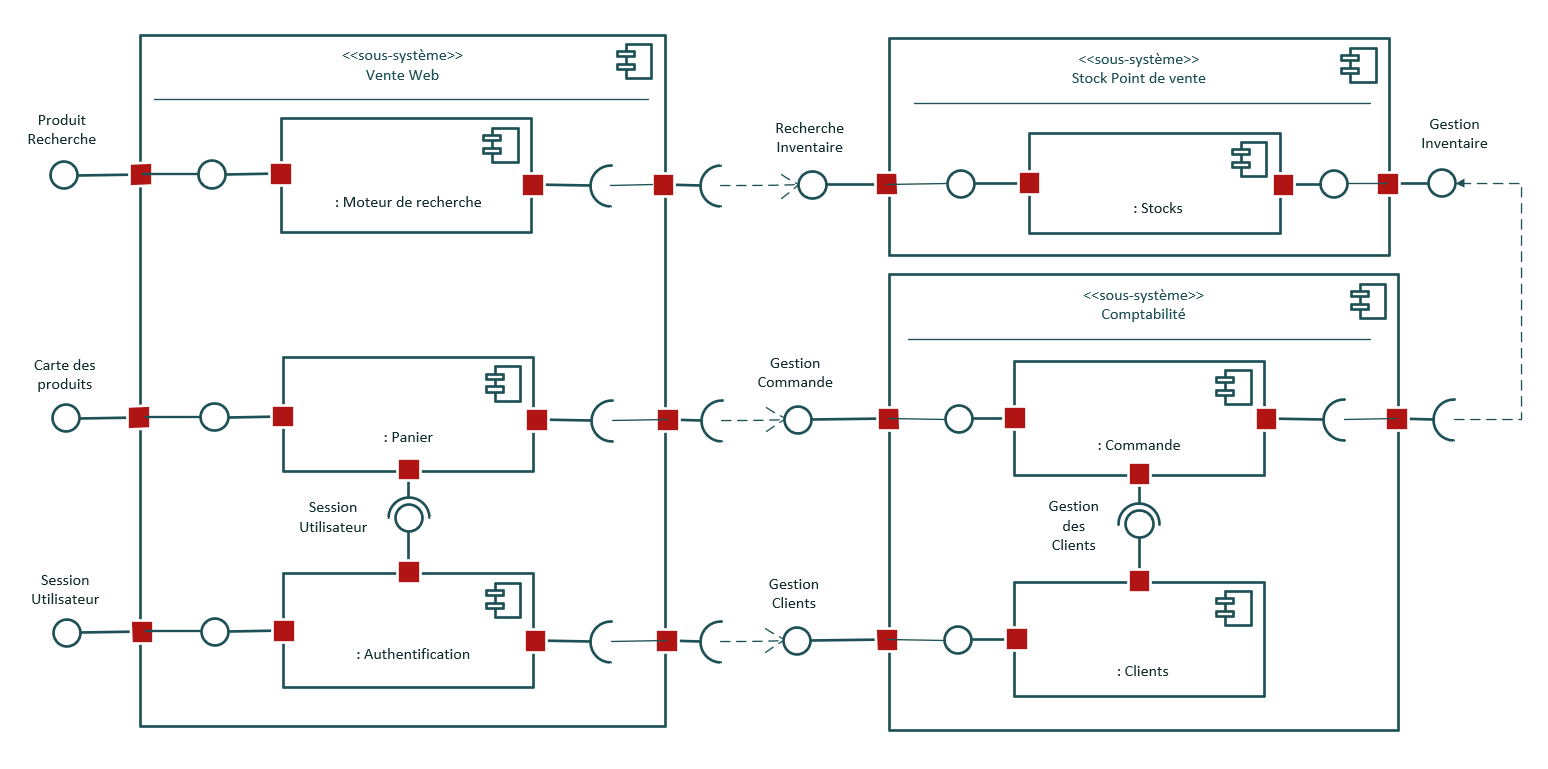 <<sous-système>>
Vente Web
Produit
Recherche
: Moteur de recherche
Carte des
produits
: Panier
Session
Utilisateur
Session
Utilisateur
: Authentification
Recherche
Inventaire
Gestion
Commande
Gestion
Clients
<<sous-système>>
Stock Point de vente
: Stocks
Gestion
Inventaire
<<sous-système>>
Comptabilité
: Commande
Gestion
des
Clients
: Clients